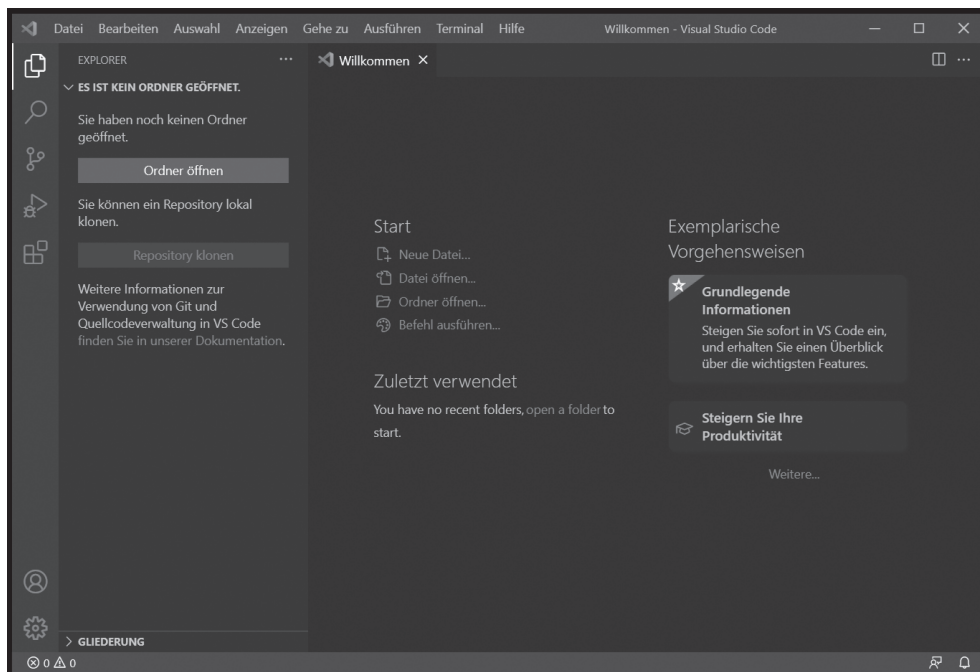 Datei Bearbeiten Auswahl Anzeigen Gehe zu Ausführen Terminal Hilfe Willkommen - Visual Studio Code
EXPLORER
ES IST KEIN ORDNER GEÖFFNET.
Sie haben noch keinen Ordner
geöffnet.
Ordner öffnen
Sie können ein Repository lokal
klonen.
Repository klonen
Weitere Informationen zur
Verwendung von Git und
Quellcodeverwaltung in VS Code
finden Sie in unserer Dokumentation.
GLIEDERUNG
Willkommen
Start
Neue Datei...
Datei öffnen...
Ordner öffnen...
Befehl ausführen...
Zuletzt verwendet
You have no recent folders, open a folder to
start.
Exemplarische
Vorgehensweisen
Grundlegende
Informationen
Steigen Sie sofort in VS Code ein,
und erhalten Sie einen Überblick
über die wichtigsten Features.
Steigern Sie Ihre
Produktivität
Weitere...
0 0